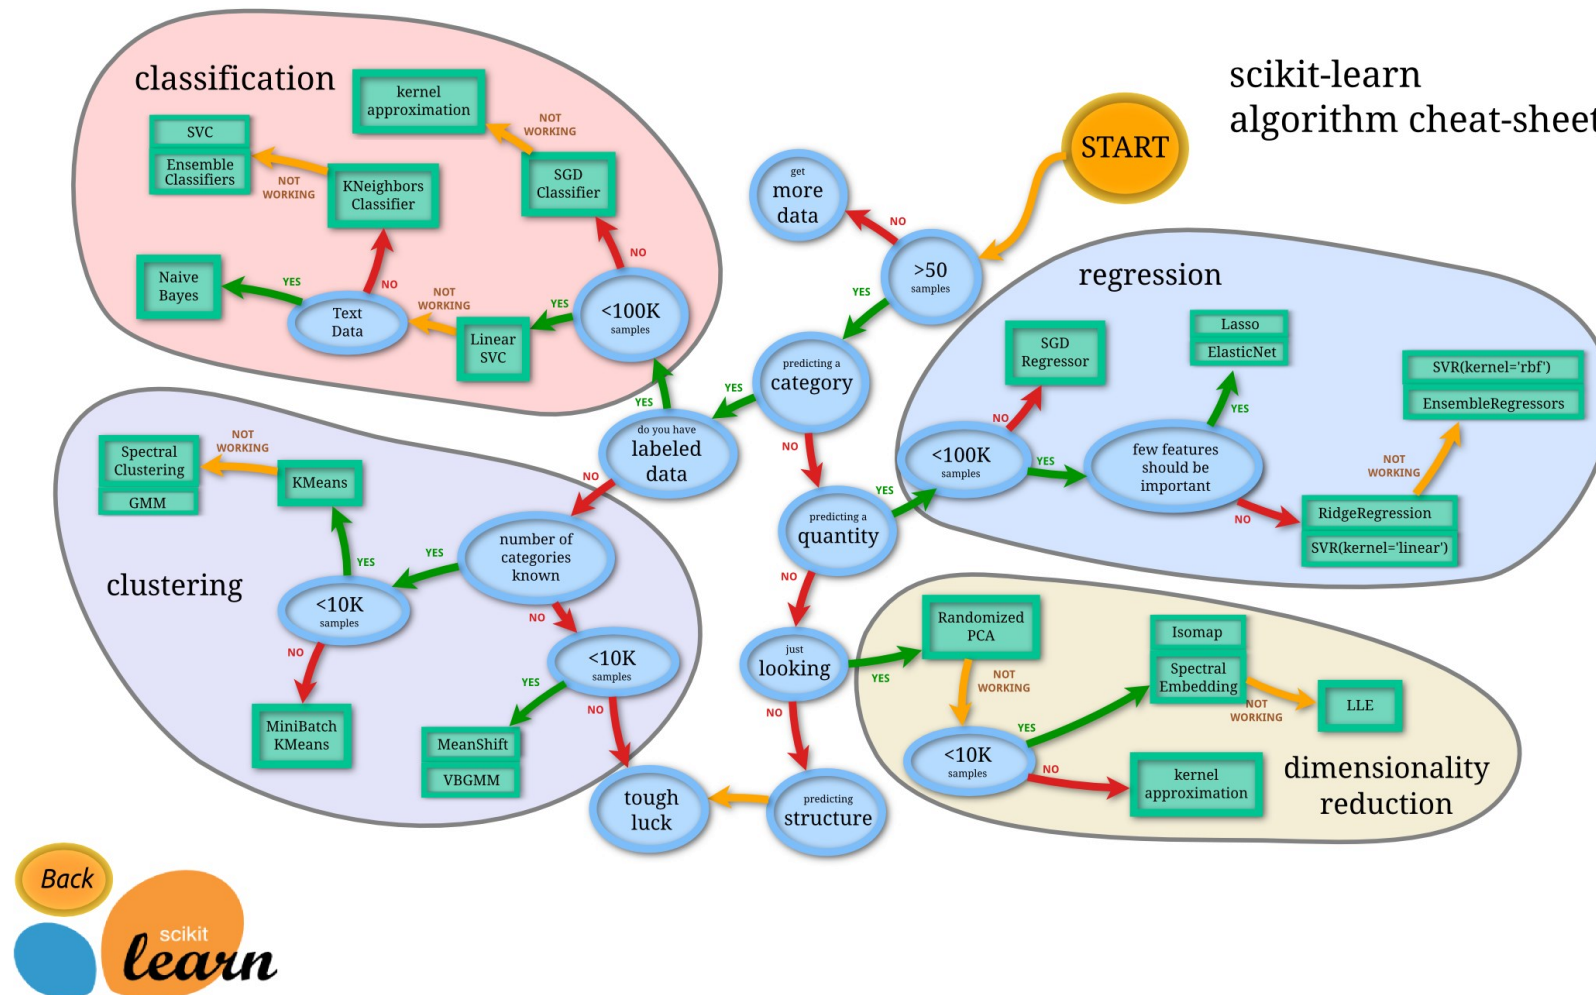 scikit-learn
algorithm cheat-sheet
START
classification
kernel
approximation
NOT
WORKING
SVC
Ensemble
Classifiers
NOT
WORKING
KNeighbors
Classifier
SGD
Classifier
NO
Naive
Bayes
YES
NO
Text
Data
NOT
WORKING
Linear
SVC
YES
<100K
samples
get
more
data
NO
>50
samples
YES
predicting a
category
YES
YES
do you have
labeled
data
NO
NO
predicting a
quantity
YES
NO
just
looking
YES
NO
predicting
structure
tough
luck
regression
SGD
Regressor
NO
<100K
samples
YES
Lasso
ElasticNet
YES
few features
should be
important
NO
SVR(kernel='rbf')
EnsembleRegressors
NOT
WORKING
RidgeRegression
SVR(kernel='linear')
clustering
Spectral
Clustering
GMM
NOT
WORKING
KMeans
YES
<10K
samples
YES
number of
categories
known
NO
NO
MiniBatch
KMeans
<10K
samples
YES
NO
MeanShift
VBGMM
dimensionality
reduction
Randomized
PCA
NOT
WORKING
<10K
samples
YES
NO
Isomap
Spectral
Embedding
NOT
WORKING
LLE
kernel
approximation
Back
scikit
learn